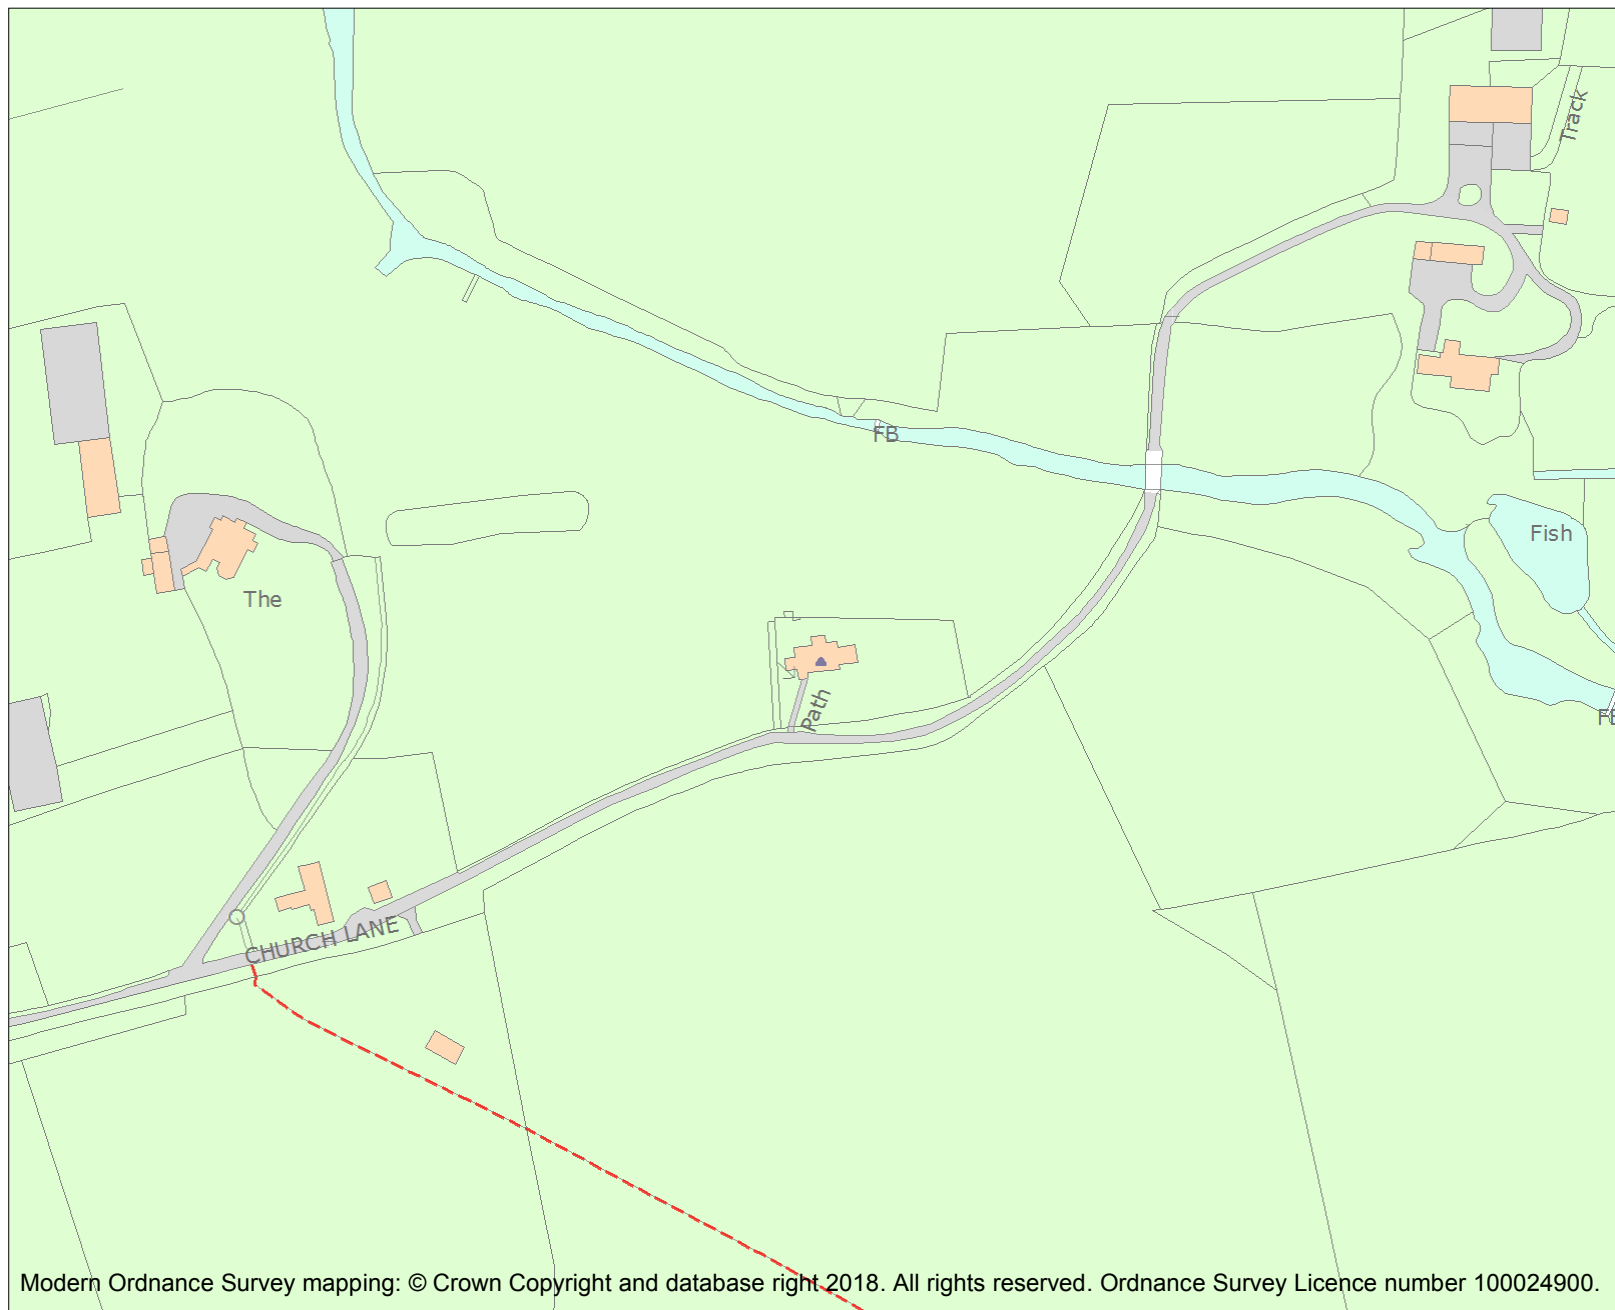 Track
FB
Fish
The
Path
FB
CHURCH LANE
Modern Ordnance Survey mapping: © Crown Copyright and database right 2018. All rights reserved. Ordnance Survey Licence number 100024900.